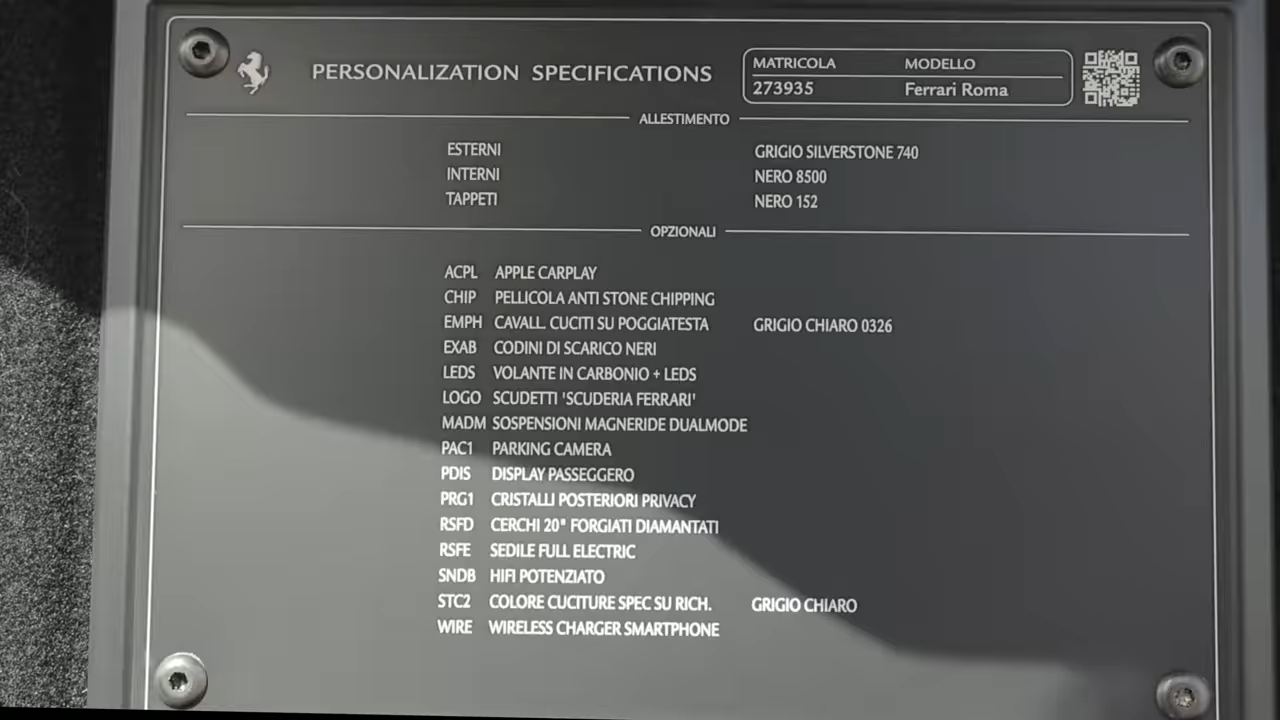 PERSONALIZATION SPECIFICATIONS
MATRICOLA MODELLO
273935 Ferrari Roma
ALLESTIMENTO
ESTERNI GRIGIO SILVERSTONE 740
INTERNI NERO 8500
TAPPETI NERO 152
OPZIONALI
ACPL APPLE CARPLAY
CHIP PELLICOLA ANTI STONE CHIPPING
EMPH CAVALL. CUCITI SU POGGIATESTA GRIGIO CHIARO 0326
EXAB CODINI DI SCARICO NERI
LEDS VOLANTE IN CARBONIO + LEDS
LOGO SCUDETTI 'SCUDERIA FERRARI'
MADM SOSPENSIONI MAGNERIDE DUALMODE
PAC1 PARKING CAMERA
PDIS DISPLAY PASSEGGERO
PRG1 CRISTALLI POSTERIORI PRIVACY
RSFD CERCHI 20" FORGIATI DIAMANTATI
RSFE SEDILE FULL ELECTRIC
SNDB HIFI POTENZIATO
STC2 COLORE CUCITURE SPEC SU RICH. GRIGIO CHIARO
WIRE WIRELESS CHARGER SMARTPHONE